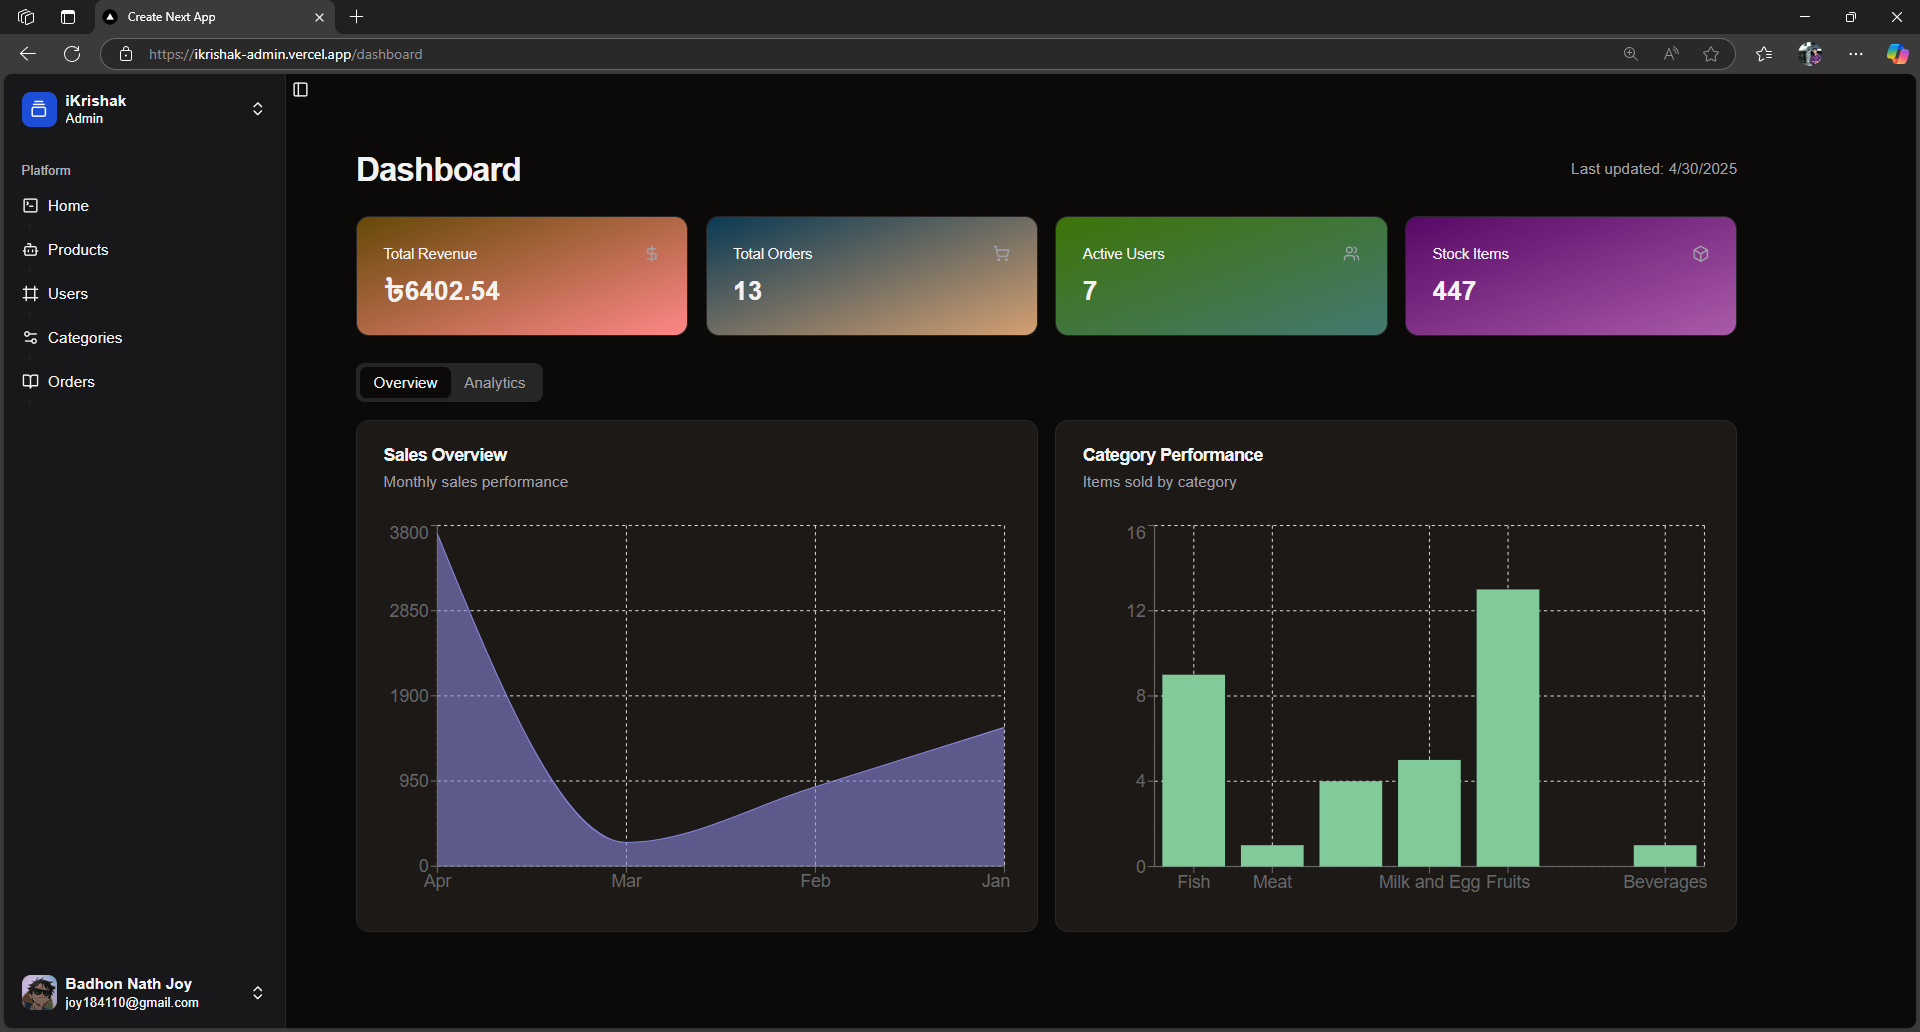 Create Next App
https://ikrishak-admin.vercel.app/dashboard
iKrishak
Admin
Platform
Home
Products
Users
Categories
Orders
Badhon Nath Joy
joy184110@gmail.com
Dashboard
Last updated: 4/30/2025
Total Revenue
৳6402.54
Total Orders
13
Active Users
7
Stock Items
447
Overview
Analytics
Sales Overview
Monthly sales performance
3800
2850
1900
950
0
Apr
Mar
Feb
Jan
Category Performance
Items sold by category
16
12
8
4
0
Fish
Meat
Milk and Egg
Fruits
Beverages